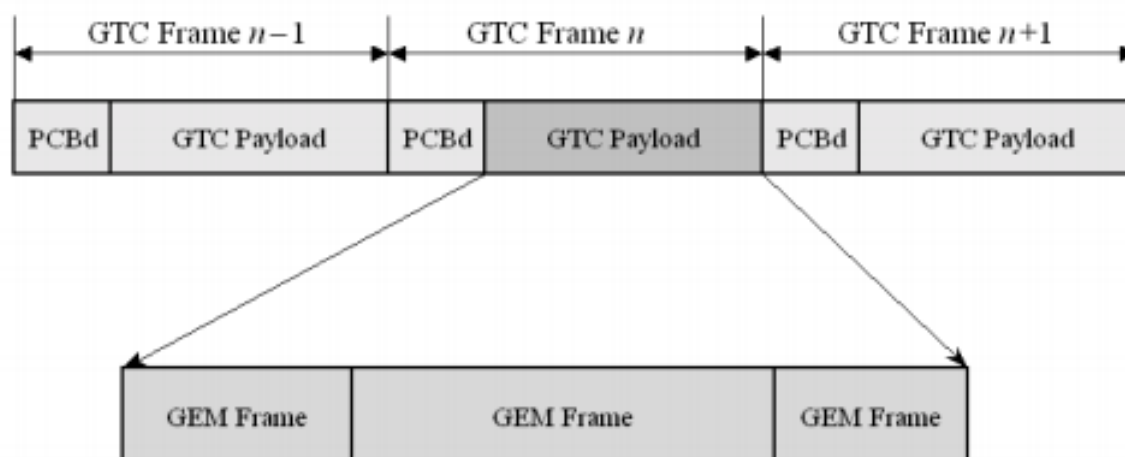 GTC Frame n−1 GTC Frame n GTC Frame n+1
PCBd GTC Payload PCBd GTC Payload PCBd GTC Payload
GEM Frame GEM Frame GEM Frame